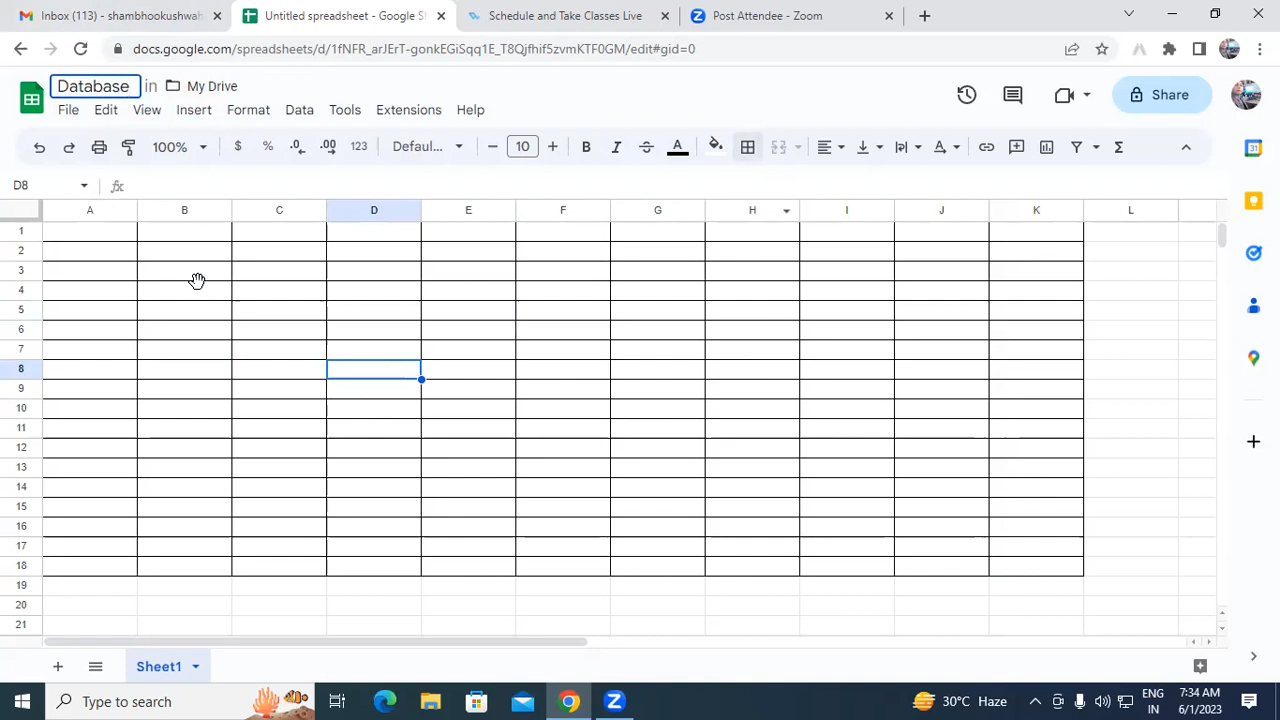 Inbox (113) - shambhookushwah
Untitled spreadsheet - Google S
Schedule and Take Classes Live
Post Attendee - Zoom
docs.google.com/spreadsheets/d/1fNFR_arJErT-gonkEGiSqq1E_T8Qjfhif5zvmKTF0GM/edit#gid=0
Database in My Drive
File Edit View Insert Format Data Tools Extensions Help
Share
100% $ % .0 .00 123 Defaul... 10 B I S A Σ
D8 fx
A B C D E F G H I J K L
1
2
3
4
5
6
7
8
9
10
11
12
13
14
15
16
17
18
19
20
21
Sheet1
Type here to search
30°C Haze
ENG
IN
7:34 AM
6/1/2023